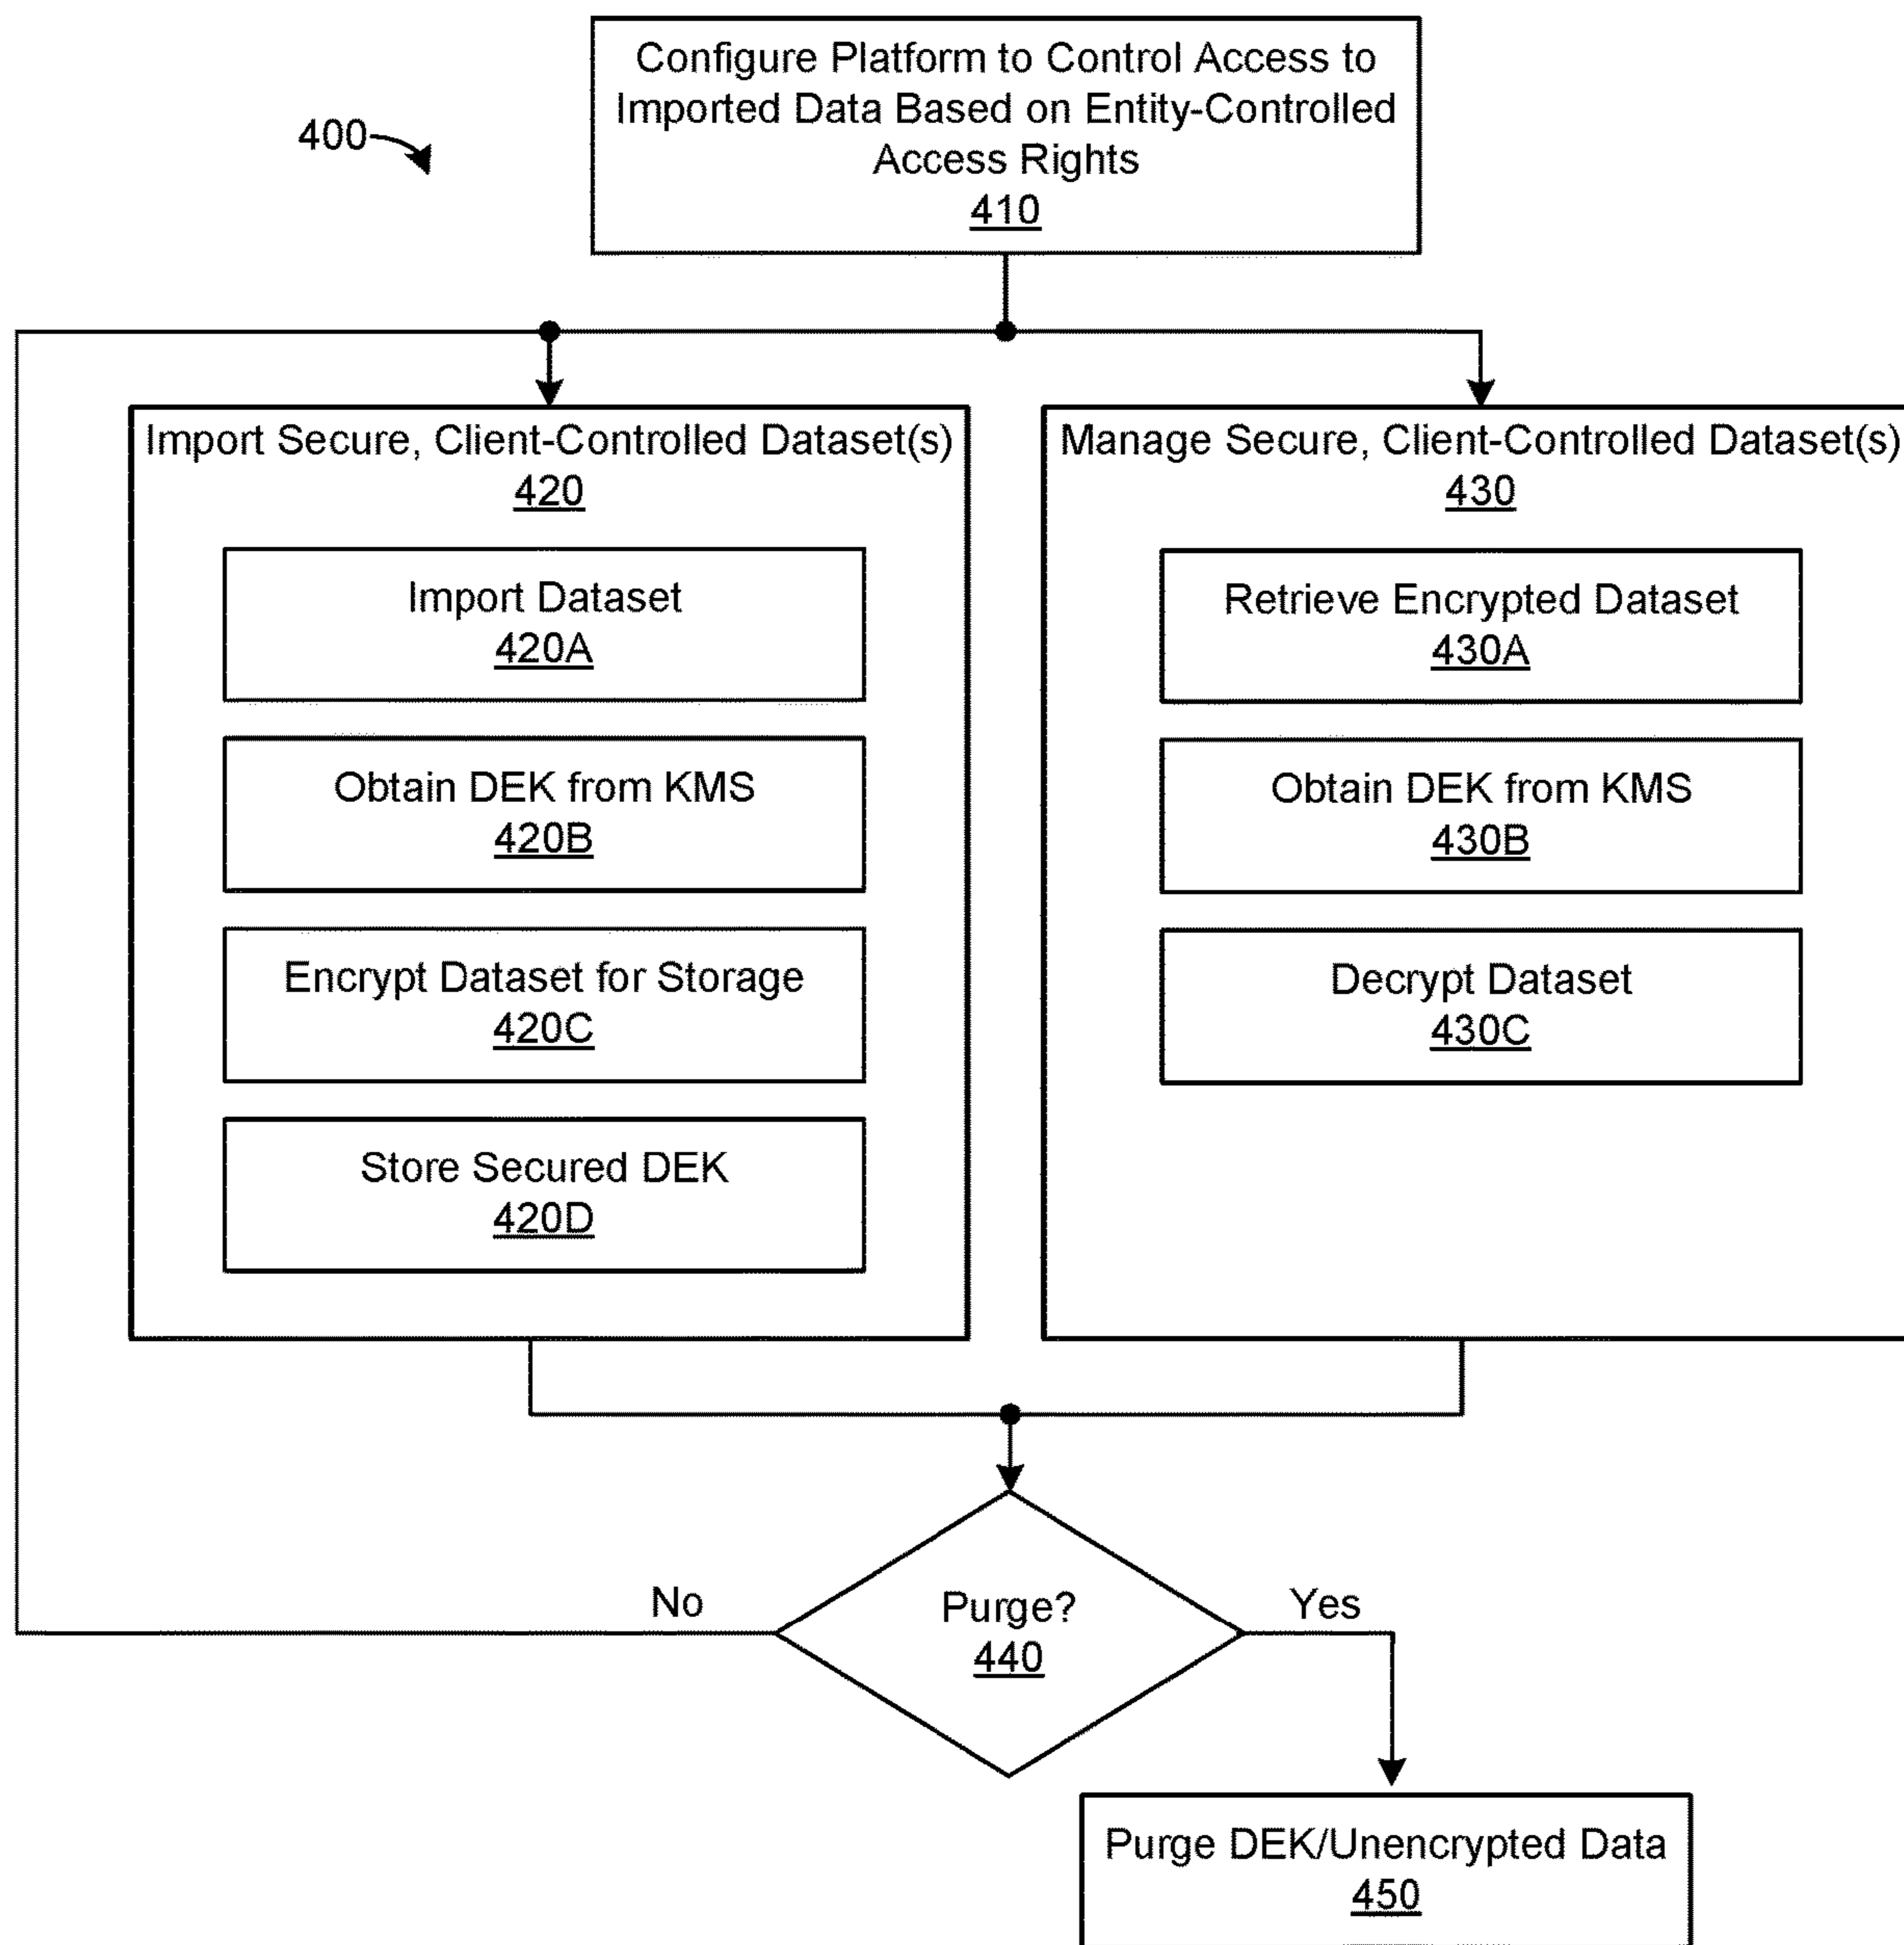 Configure Platform to Control Access to
Imported Data Based on Entity-Controlled
Access Rights
410
400
Import Secure, Client-Controlled Dataset(s)
420
Import Dataset
420A
Obtain DEK from KMS
420B
Encrypt Dataset for Storage
420C
Store Secured DEK
420D
Manage Secure, Client-Controlled Dataset(s)
430
Retrieve Encrypted Dataset
430A
Obtain DEK from KMS
430B
Decrypt Dataset
430C
No
Purge?
440
Yes
Purge DEK/Unencrypted Data
450